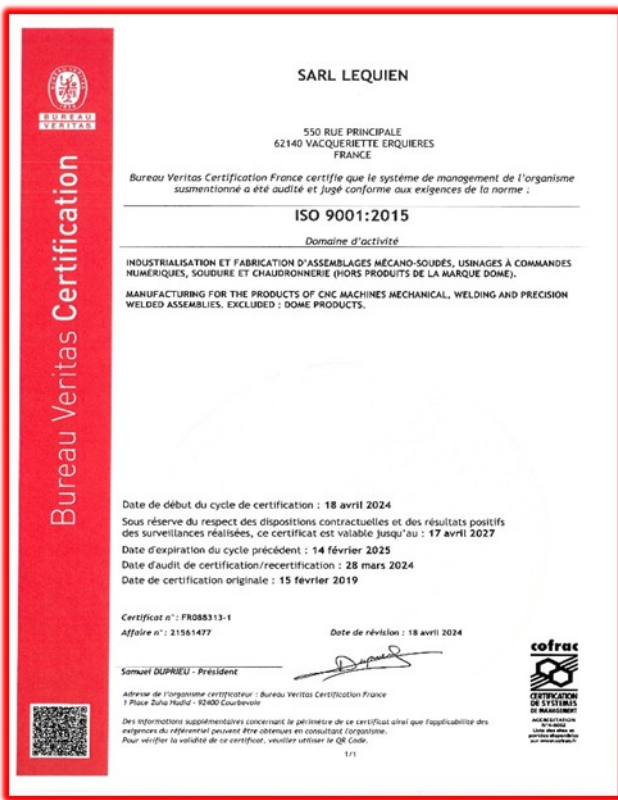 BUREAU
VERITAS
Bureau Veritas Certification
SARL LEQUIEN
550 RUE PRINCIPALE
62140 VACQUERIETTE ERQUIERES
FRANCE
Bureau Veritas Certification France certifie que le système de management de l'organisme
susmentionné a été audité et jugé conforme aux exigences de la norme :
ISO 9001:2015
Domaine d'activité
INDUSTRIALISATION ET FABRICATION D'ASSEMBLAGES MÉCANO-SOUDÉS, USINAGES À COMMANDES
NUMÉRIQUES, SOUDURE ET CHAUDRONNERIE (HORS PRODUITS DE LA MARQUE DOME).
MANUFACTURING FOR THE PRODUCTS OF CNC MACHINES MECHANICAL, WELDING AND PRECISION
WELDED ASSEMBLIES. EXCLUDED : DOME PRODUCTS.
Date de début du cycle de certification : 18 avril 2024
Sous réserve du respect des dispositions contractuelles et des résultats positifs
des surveillances réalisées, ce certificat est valable jusqu'au : 17 avril 2027
Date d'expiration du cycle précédent : 14 février 2025
Date d'audit de certification/recertification : 28 mars 2024
Date de certification originale : 15 février 2019
Certificat n° : FR088313-1
Affaire n° : 21561477
Date de révision : 18 avril 2024
Samuel DUPRIEU - Président
Adresse de l'organisme certificateur : Bureau Veritas Certification France
1 Place Zaha Hadid - 92400 Courbevoie
Des informations supplémentaires concernant le périmètre de ce certificat ainsi que l'applicabilité des
exigences du référentiel peuvent être obtenues en consultant l'organisme.
Pour vérifier la validité de ce certificat, veuillez utiliser le QR Code.
1/1
cofrac
CERTIFICATION
DE SYSTEMES
DE MANAGEMENT
ACCREDITATION